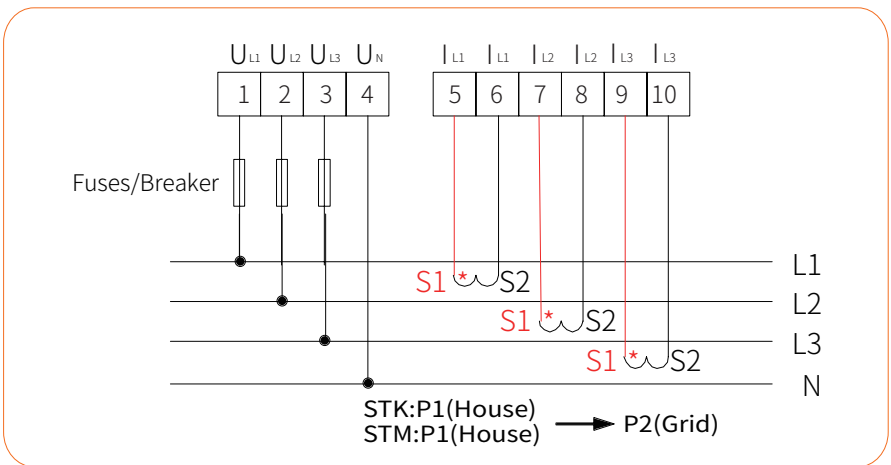 UL1 UL2 UL3 UN IL1 IL1 IL2 IL2 IL3 IL3
1 2 3 4 5 6 7 8 9 10
Fuses/Breaker
L1
S1 * S2
L2
S1 * S2
L3
S1 * S2
N
STK:P1(House)
STM:P1(House) P2(Grid)